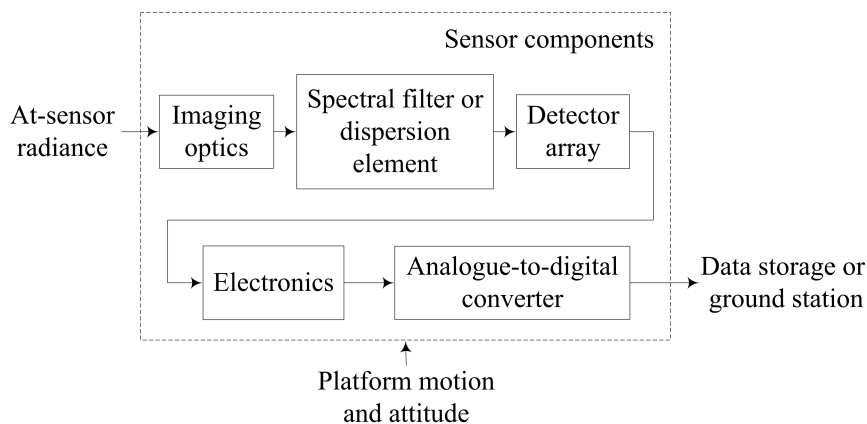 Sensor components
At-sensor
radiance
Imaging
optics
Spectral filter or
dispersion
element
Detector
array
Electronics
Analogue-to-digital
converter
Data storage or
ground station
Platform motion
and attitude